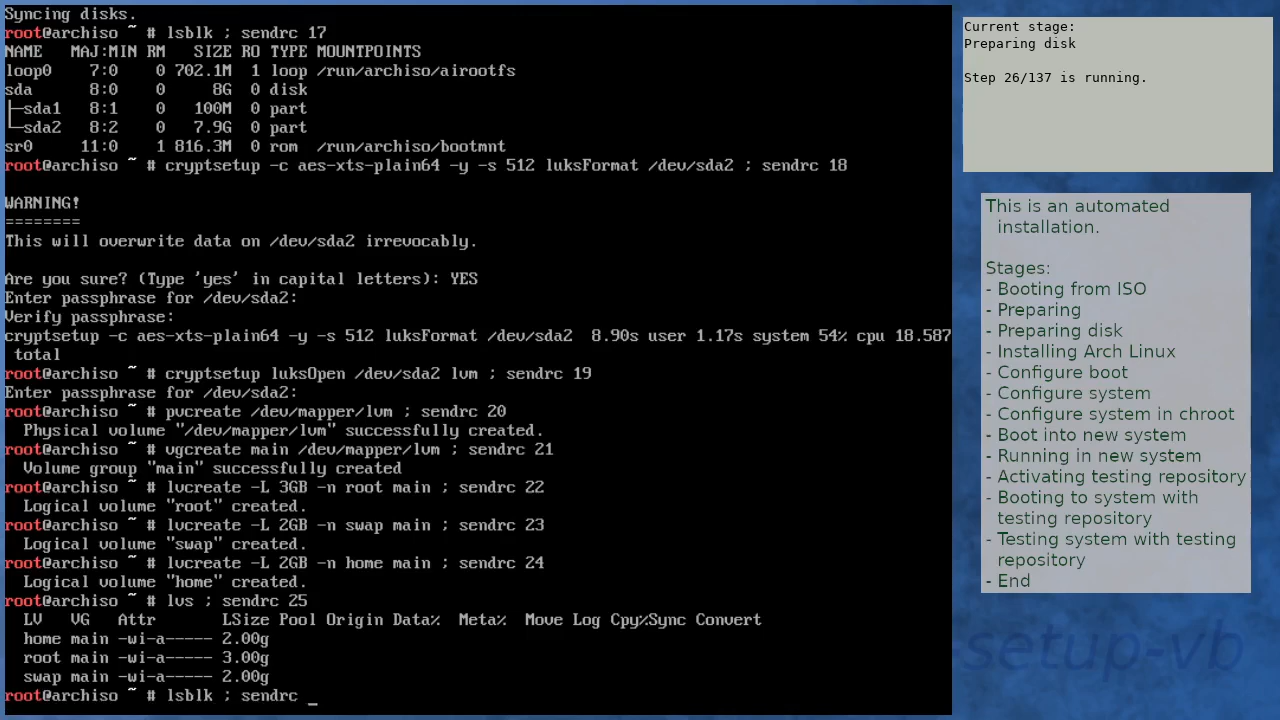 Syncing disks.
root@archiso ~ # lsblk ; sendrc 17
NAME   MAJ:MIN RM   SIZE RO TYPE MOUNTPOINTS
loop0    7:0    0 702.1M  1 loop /run/archiso/airootfs
sda      8:0    0     8G  0 disk
├─sda1   8:1    0   100M  0 part
└─sda2   8:2    0   7.9G  0 part
sr0     11:0    1 816.3M  0 rom  /run/archiso/bootmnt
root@archiso ~ # cryptsetup -c aes-xts-plain64 -y -s 512 luksFormat /dev/sda2 ; sendrc 18
WARNING!
========
This will overwrite data on /dev/sda2 irrevocably.
Are you sure? (Type 'yes' in capital letters): YES
Enter passphrase for /dev/sda2:
Verify passphrase:
cryptsetup -c aes-xts-plain64 -y -s 512 luksFormat /dev/sda2  8.90s user 1.17s system 54% cpu 18.587
 total
root@archiso ~ # cryptsetup luksOpen /dev/sda2 lvm ; sendrc 19
Enter passphrase for /dev/sda2:
root@archiso ~ # pvcreate /dev/mapper/lvm ; sendrc 20
  Physical volume "/dev/mapper/lvm" successfully created.
root@archiso ~ # vgcreate main /dev/mapper/lvm ; sendrc 21
  Volume group "main" successfully created
root@archiso ~ # lvcreate -L 3GB -n root main ; sendrc 22
  Logical volume "root" created.
root@archiso ~ # lvcreate -L 2GB -n swap main ; sendrc 23
  Logical volume "swap" created.
root@archiso ~ # lvcreate -L 2GB -n home main ; sendrc 24
  Logical volume "home" created.
root@archiso ~ # lvs ; sendrc 25
  LV   VG   Attr       LSize Pool Origin Data%  Meta%  Move Log Cpy%Sync Convert
  home main -wi-a----- 2.00g
  root main -wi-a----- 3.00g
  swap main -wi-a----- 2.00g
root@archiso ~ # lsblk ; sendrc _
Current stage:
Preparing disk
Step 26/137 is running.
This is an automated
installation.
Stages:
- Booting from ISO
- Preparing
- Preparing disk
- Installing Arch Linux
- Configure boot
- Configure system
- Configure system in chroot
- Boot into new system
- Running in new system
- Activating testing repository
- Booting to system with
testing repository
- Testing system with testing
repository
- End
setup-vb